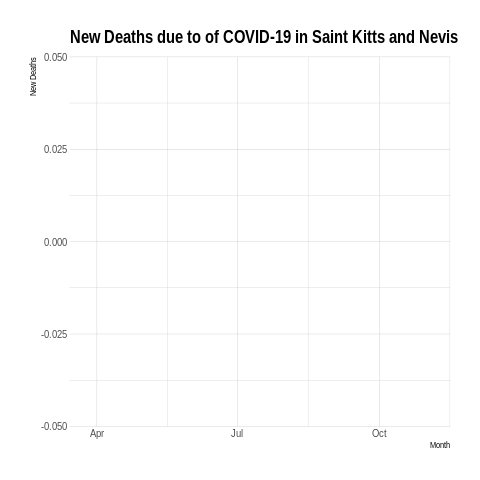 New Deaths due to of COVID-19 in Saint Kitts and Nevis
New Deaths
0.050
0.025
0.000
-0.025
-0.050
Apr
Jul
Oct
Month